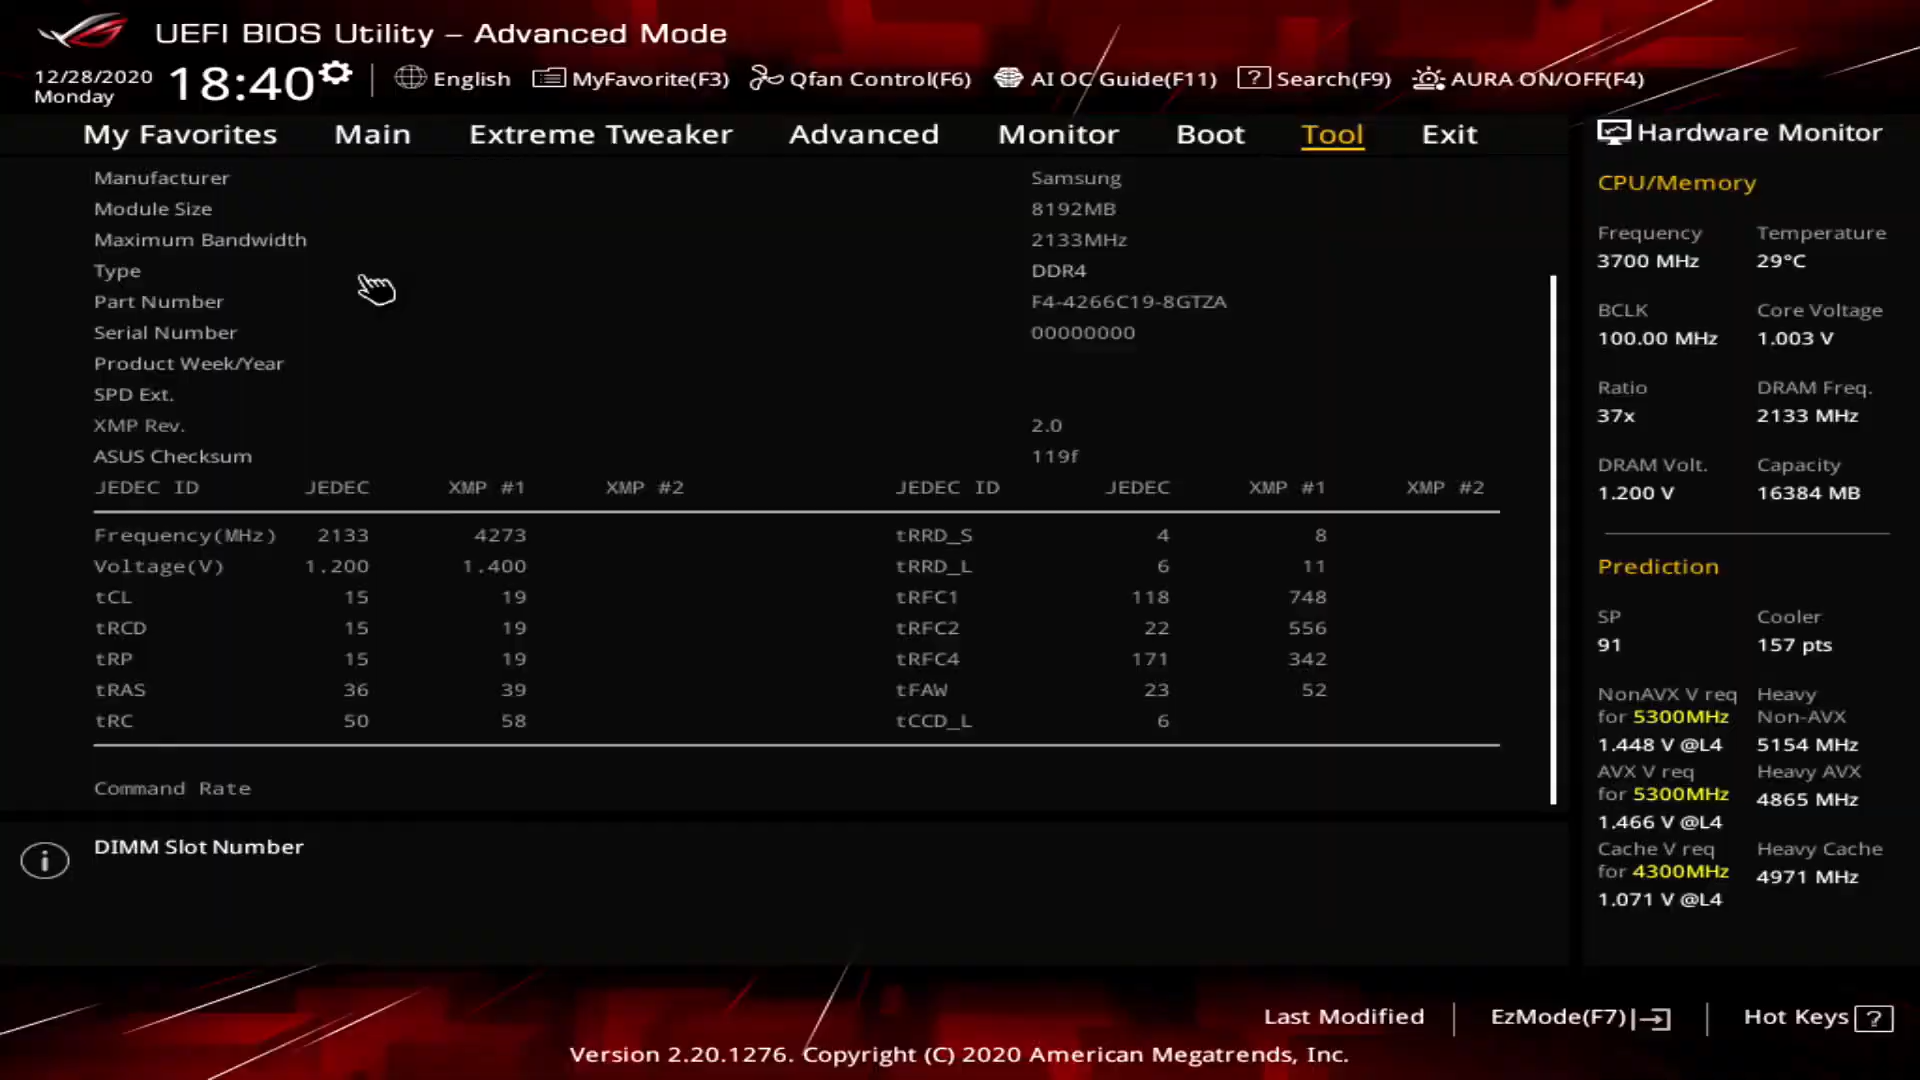 UEFI BIOS Utility – Advanced Mode
12/28/2020
Monday
18:40
English
MyFavorite(F3)
Qfan Control(F6)
AI OC Guide(F11)
Search(F9)
AURA ON/OFF(F4)
My Favorites Main Extreme Tweaker Advanced Monitor Boot Tool Exit
Manufacturer Samsung
Module Size 8192MB
Maximum Bandwidth 2133MHz
Type DDR4
Part Number F4-4266C19-8GTZA
Serial Number 00000000
Product Week/Year
SPD Ext.
XMP Rev. 2.0
ASUS Checksum 119f
JEDEC ID JEDEC XMP #1 XMP #2 JEDEC ID JEDEC XMP #1 XMP #2
Frequency(MHz) 2133 4273 tRRD_S 4 8
Voltage(V) 1.200 1.400 tRRD_L 6 11
tCL 15 19 tRFC1 118 748
tRCD 15 19 tRFC2 22 556
tRP 15 19 tRFC4 171 342
tRAS 36 39 tFAW 23 52
tRC 50 58 tCCD_L 6
Command Rate
DIMM Slot Number
Hardware Monitor
CPU/Memory
Frequency Temperature
3700 MHz 29°C
BCLK Core Voltage
100.00 MHz 1.003 V
Ratio DRAM Freq.
37x 2133 MHz
DRAM Volt. Capacity
1.200 V 16384 MB
Prediction
SP Cooler
91 157 pts
NonAVX V req Heavy
for 5300MHz Non-AVX
1.448 V @L4 5154 MHz
AVX V req Heavy AVX
for 5300MHz 4865 MHz
1.466 V @L4
Cache V req Heavy Cache
for 4300MHz 4971 MHz
1.071 V @L4
Last Modified
EzMode(F7)
Hot Keys ?
Version 2.20.1276. Copyright (C) 2020 American Megatrends, Inc.